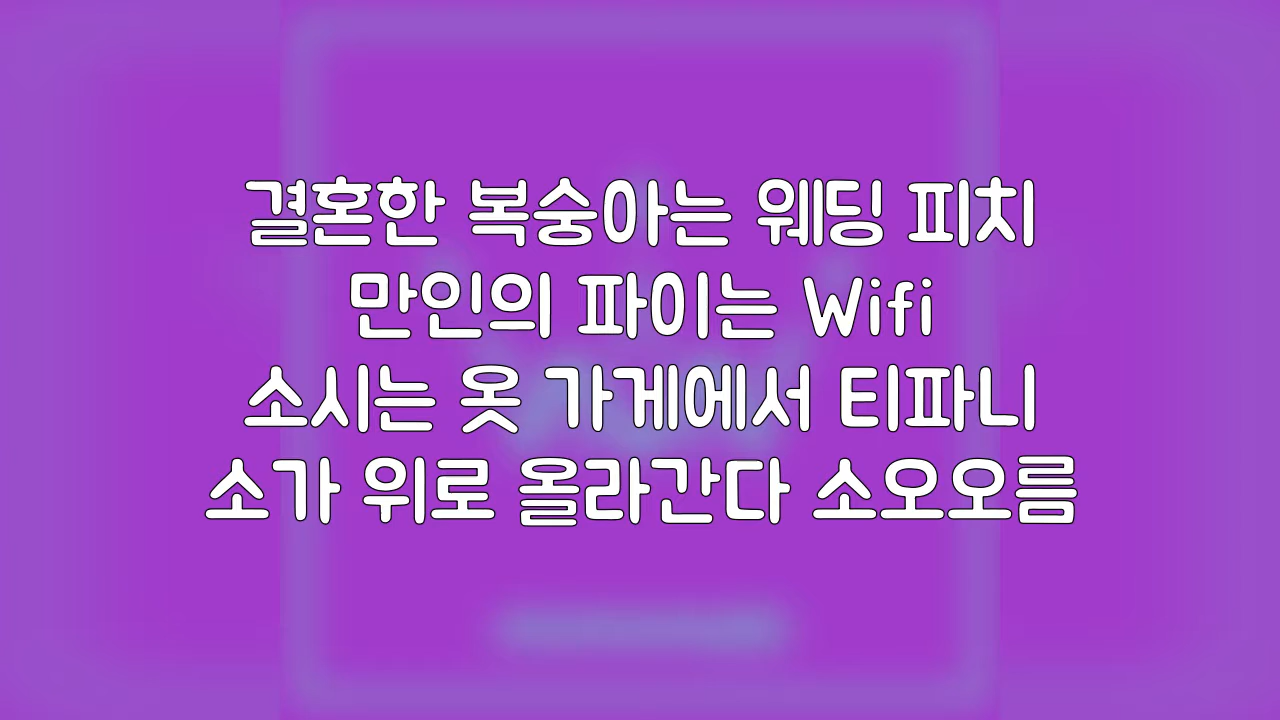 결혼한 복숭아는 웨딩 피치
만인의 파이는 Wifi
소시는 옷 가게에서 티파니
소가 위로 올라간다 소오오름